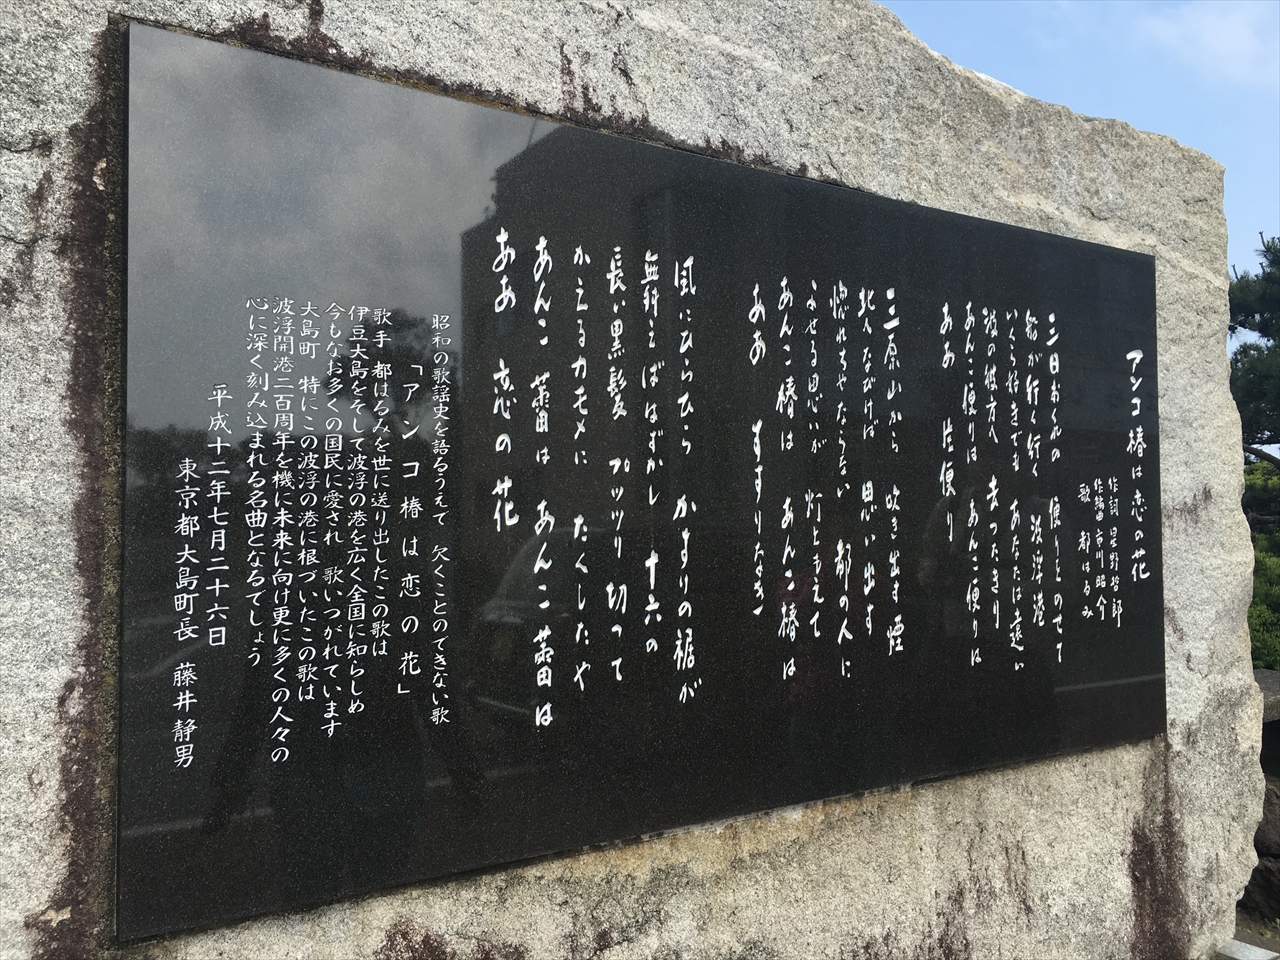 アンコ椿は恋の花
作詞 星野哲郎
作編曲 市川昭介
歌 都はるみ
三日おくれの 便りをのせて
船が行く行く 波浮港
いくら好きでも あなたは遠い
波の彼方へ 去ったきり
あんこ便りは あんこ便りは
ああ 片便り
三原山から 吹き出す煙
北へなびけば 思い出す
惚れちゃならない 都の人に
よせる思いが 灯ともえて
あんこ椿は あんこ椿は
ああ すすりなき
風にひらひら かすりの裾が
無料えばはずかし 十六の
長い黒髪 プッツリ切って
かえるカモメに たくしたや
あんこ蕾は あんこ蕾は
ああ 恋の花
昭和の歌謡史を語るうえて 欠くことのてきない歌
「アンコ椿は恋の花」
歌手 都はるみを世に送り出したこの歌は
伊豆大島をそして波浮の港を広く全国に知らしめ
今もなお多くの国民に愛され 歌いつがれています
大島町 特にこの波浮の港に根づいたこの歌は
波浮開港二百周年を機に未来に向け更に多くの人々の
心に深く刻み込まれる名曲となるてしょう
平成十二年七月二十六日
東京都大島町長 藤井静男